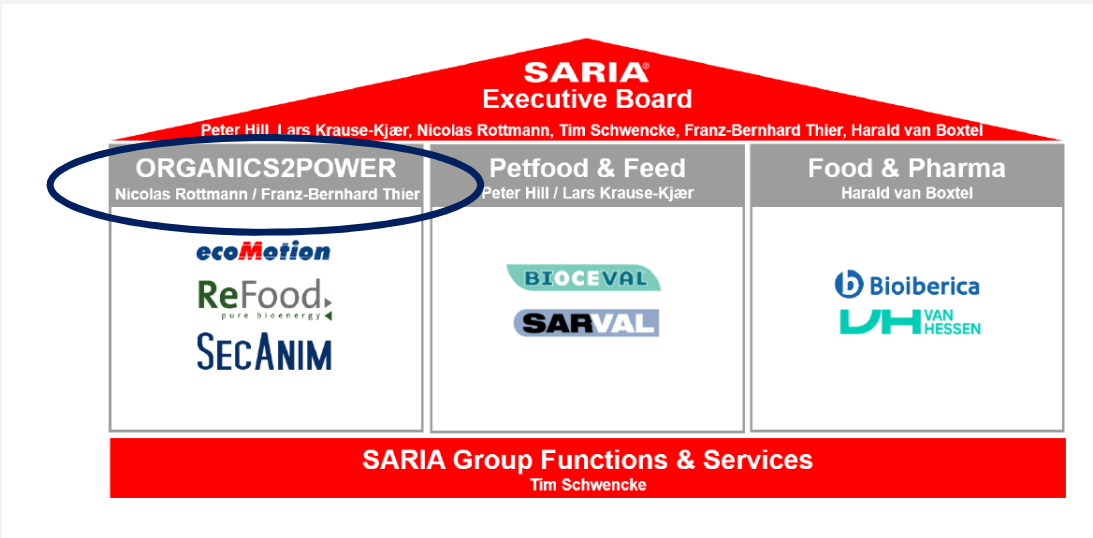 SARIA®
Executive Board
Peter Hill, Lars Krause-Kjær, Nicolas Rottmann, Tim Schwencke, Franz-Bernhard Thier, Harald van Boxtel
ORGANICS2POWER
Nicolas Rottmann / Franz-Bernhard Thier
ecoMotion
ReFood
pure bioenergy
SECANIM
Petfood & Feed
Peter Hill / Lars Krause-Kjær
BIOCEVAL
SARVAL
Food & Pharma
Harald van Boxtel
b Bioiberica
VH VAN
HESSEN
SARIA Group Functions & Services
Tim Schwencke